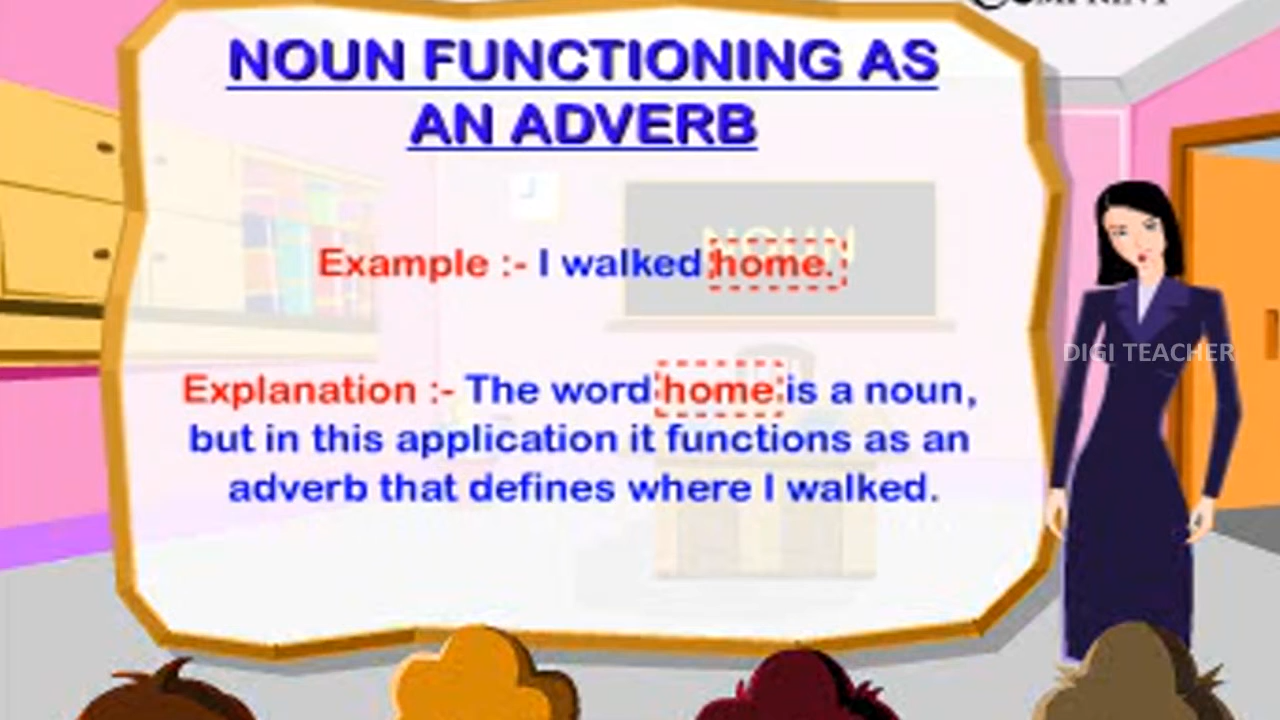 NOUN FUNCTIONING AS
AN ADVERB
NOUN
Example :- I walked home.
DIGI TEACHER
Explanation :- The word home is a noun,
but in this application it functions as an
adverb that defines where I walked.